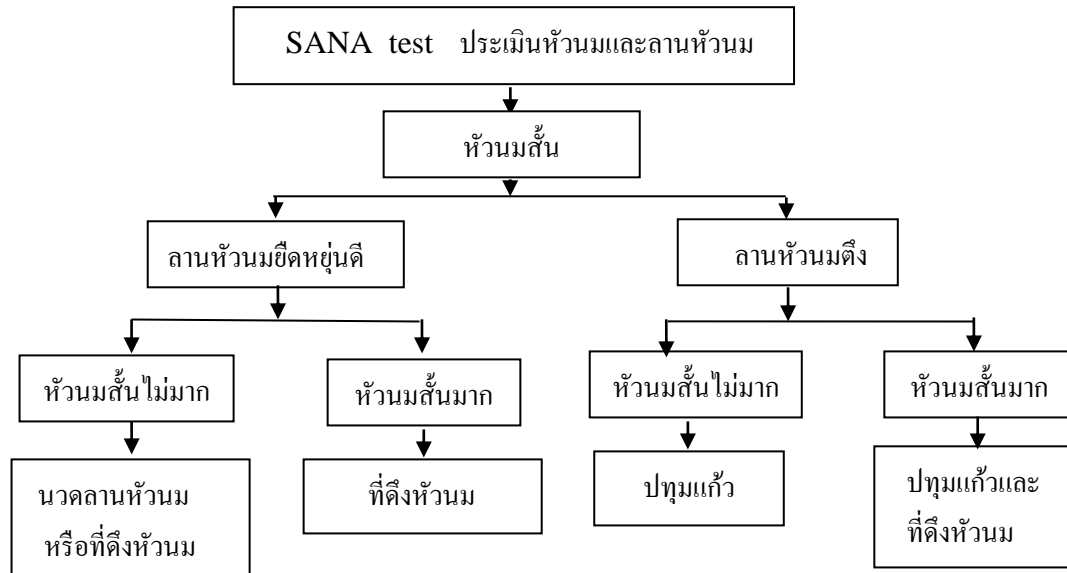 SANA test ประเมินหัวนมและลานหัวนม
หัวนมสั้น
ลานหัวนมยืดหยุ่นดี
ลานหัวนมตึง
หัวนมสั้นไม่มาก
หัวนมสั้นมาก
หัวนมสั้นไม่มาก
หัวนมสั้นมาก
นวดลานหัวนม
หรือที่ดึงหัวนม
ที่ดึงหัวนม
ปทุมแก้ว
ปทุมแก้วและ
ที่ดึงหัวนม